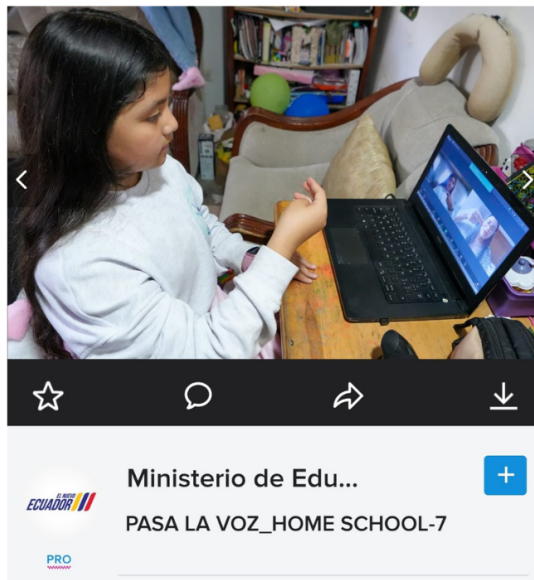 EL NUEVO
ECUADOR
Ministerio de Edu...
PASA LA VOZ_HOME SCHOOL-7
PRO